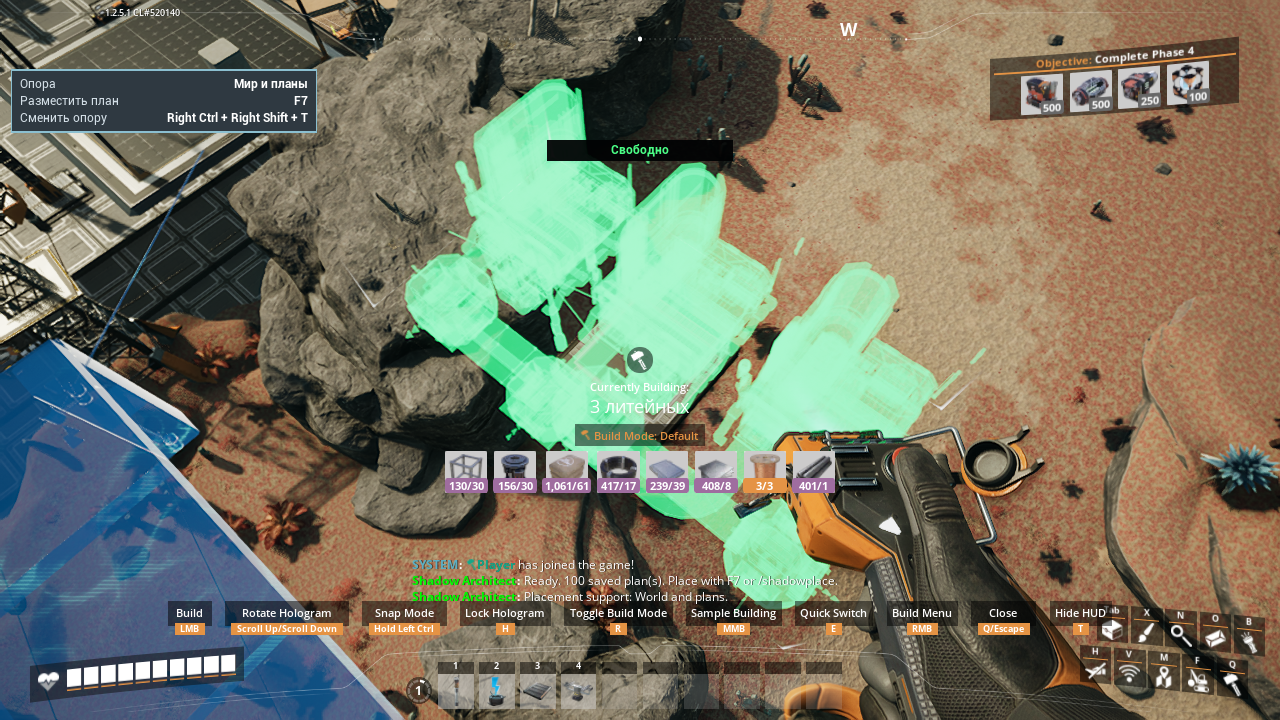 1.2.5.1 CL#520140
W
Опора Мир и планы
Разместить план F7
Сменить опору Right Ctrl + Right Shift + T
Objective: Complete Phase 4
500 500 250 100
Свободно
Currently Building:
3 литейных
Build Mode: Default
130/30 156/30 1,061/61 417/17 239/39 408/8 3/3 401/1
SYSTEM: Player has joined the game!
Shadow Architect: Ready. 100 saved plan(s). Place with F7 or /shadowplace.
Shadow Architect: Placement support: World and plans.
Build Rotate Hologram Snap Mode Lock Hologram Toggle Build Mode Sample Building Quick Switch Build Menu Close Hide HUD
LMB Scroll Up/Scroll Down Hold Left Ctrl H R MMB E RMB Q/Escape T
X N O B
H V M F Q
1 2 3 4
1